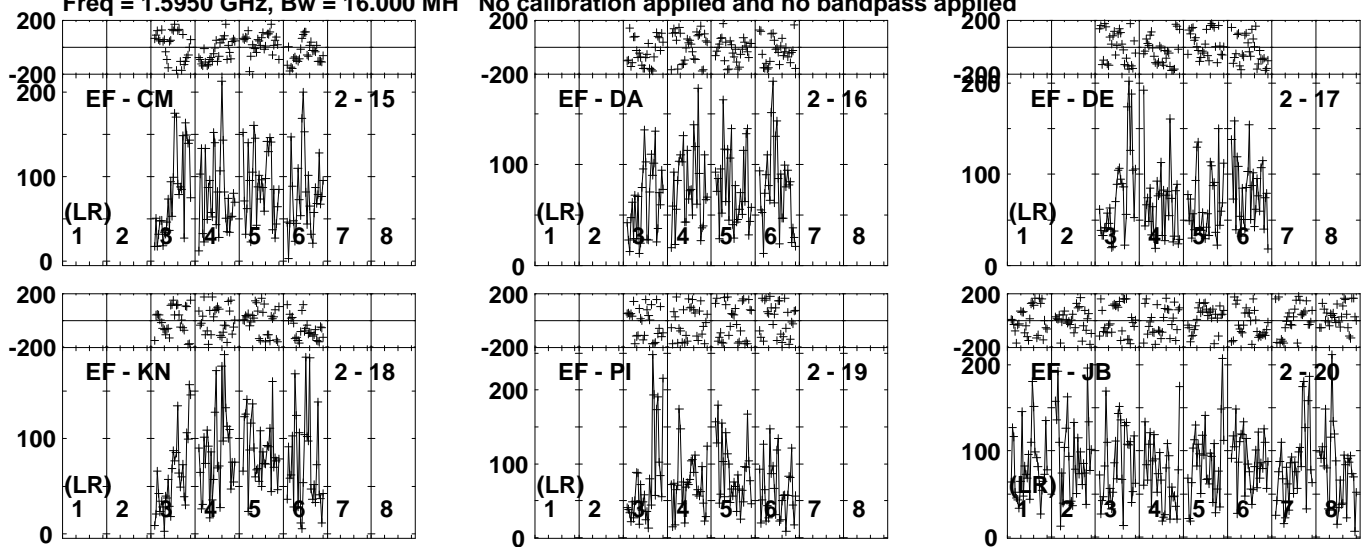 Freq = 1.5950 GHz, Bw = 16.000 MH No calibration applied and no bandpass applied
200
-200
200
EF - CM 2 - 15
100
(LR)
1 2 3 4 5 6 7 8
0
200
-200
EF - DA 2 - 16
100
(LR)
1 2 3 4 5 6 7 8
0
200
-200
200
EF - DE 2 - 17
100
(LR)
1 2 3 4 5 6 7 8
0
200
-200
EF - KN 2 - 18
100
(LR)
1 2 3 4 5 6 7 8
0
200
-200
EF - PI 2 - 19
200
100
(LR)
1 2 3 4 5 6 7 8
0
200
-200
200
EF - JB 2 - 20
100
(LR)
1 2 3 4 5 6 7 8
0